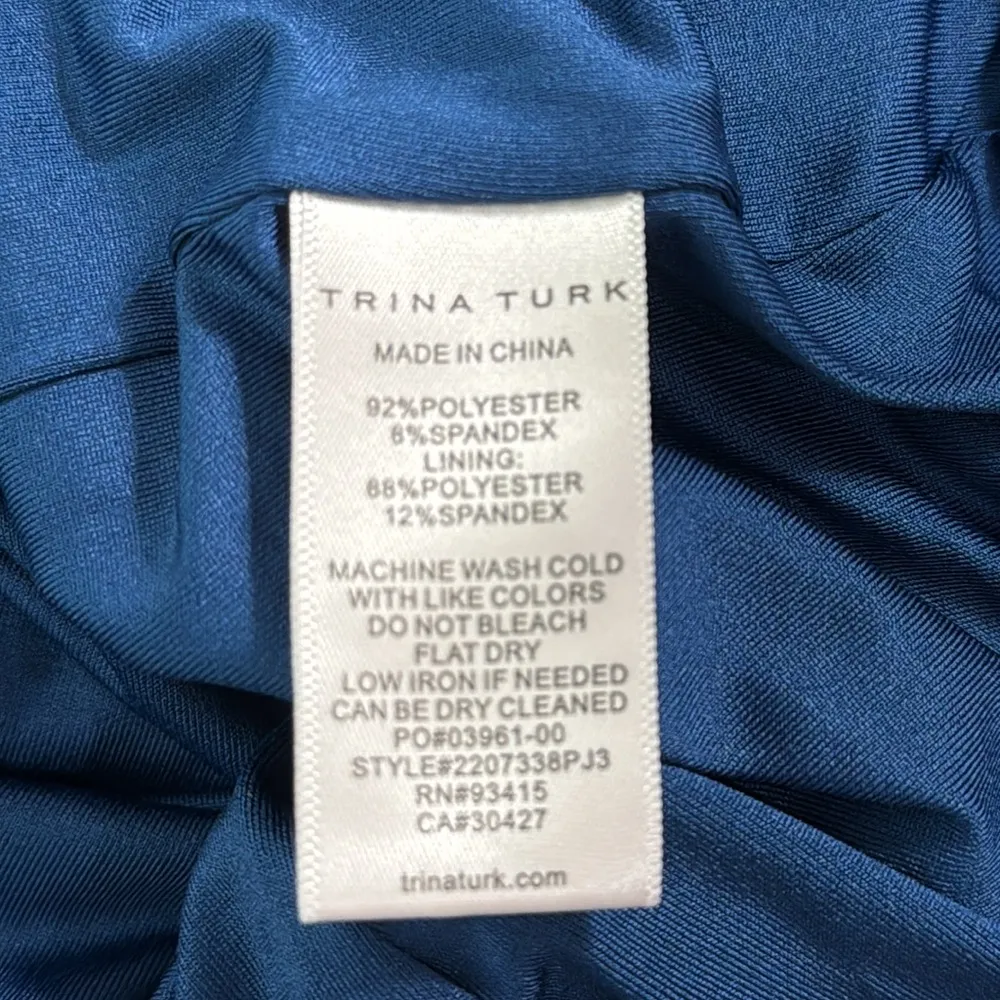 TRINA TURK
MADE IN CHINA
92%POLYESTER
8%SPANDEX
LINING:
88%POLYESTER
12%SPANDEX
MACHINE WASH COLD
WITH LIKE COLORS
DO NOT BLEACH
FLAT DRY
LOW IRON IF NEEDED
CAN BE DRY CLEANED
PO#03961-00
STYLE#2207338PJ3
RN#93415
CA#30427
trinaturk.com